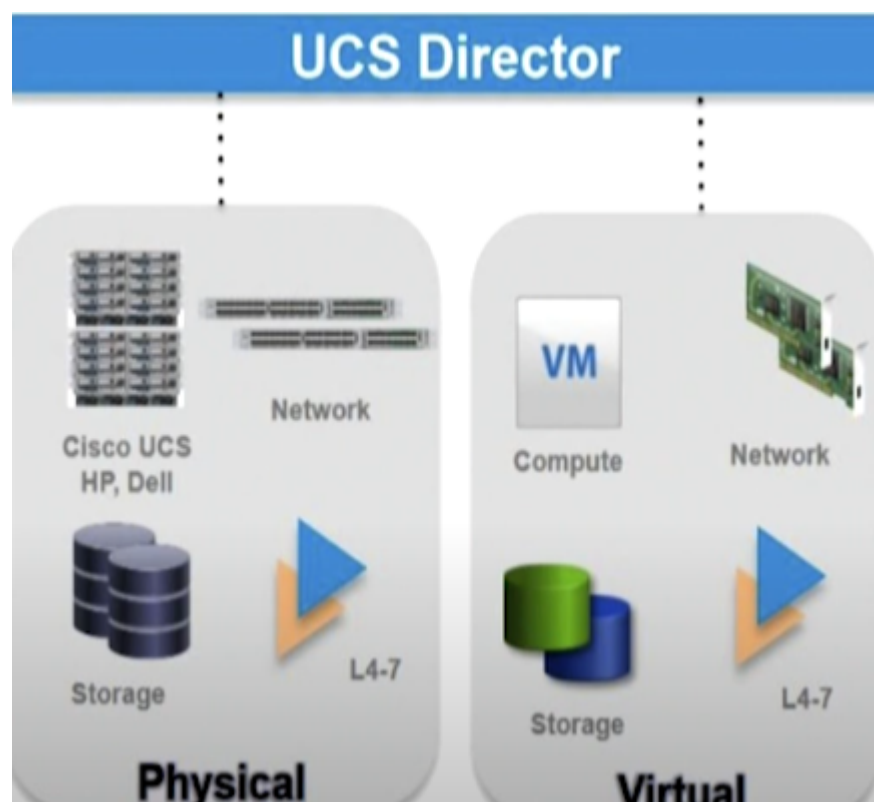 UCS Director
Cisco UCS
HP, Dell
Network
Storage
L4-7
Physical
VM
Compute
Network
Storage
L4-7
Virtual